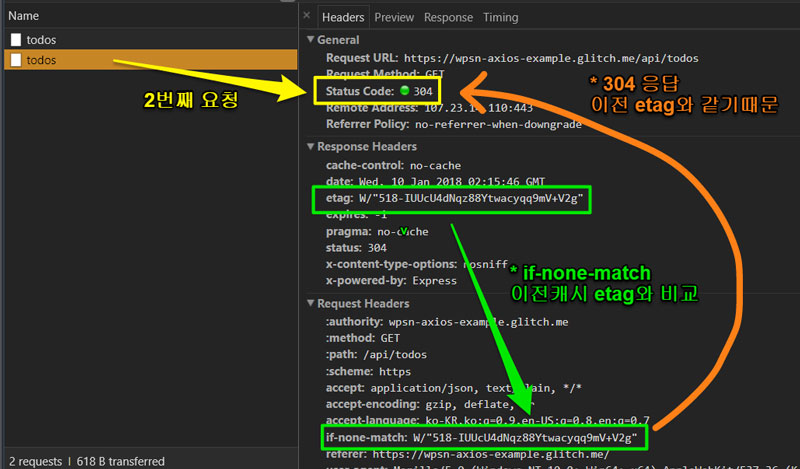 Name
× Headers Preview Response Timing
todos
todos
2번째 요청
▼ General
Request URL: https://wpsn-axios-example.glitch.me/api/todos
Request Method: GET
Status Code: 304
Remote Address: 107.23.1 110:443
Referrer Policy: no-referrer-when-downgrade
* 304 응답
이전 etag와 같기때문
▼ Response Headers
cache-control: no-cache
date: Wed, 10 Jan 2018 02:15:46 GMT
etag: W/"518-IUUcU4dNqz88Ytwacyqq9mV+V2g"
expires: -1
pragma: no-cache
status: 304
x-content-type-options: nosniff
x-powered-by: Express
* if-none-match
이전캐시 etag와 비교
▼ Request Headers
:authority: wpsn-axios-example.glitch.me
:method: GET
:path: /api/todos
:scheme: https
accept: application/json, text/plain, */*
accept-encoding: gzip, deflate, br
accept-language: ko-KR,ko;q=0.9,en-US;q=0.8,en;q=0.7
if-none-match: W/"518-IUUcU4dNqz88Ytwacyqq9mV+V2g"
referer: https://wpsn-axios-example.glitch.me/
2 requests | 618 B transferred